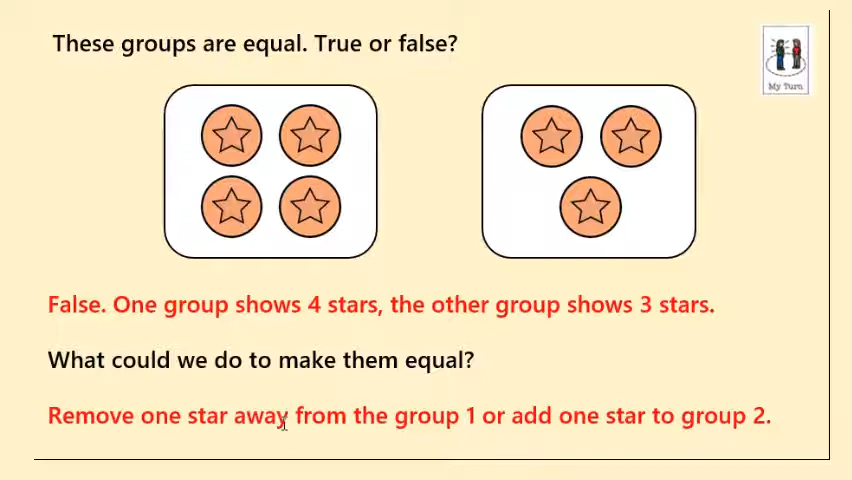 These groups are equal. True or false?
My Turn
False. One group shows 4 stars, the other group shows 3 stars.
What could we do to make them equal?
Remove one star away from the group 1 or add one star to group 2.